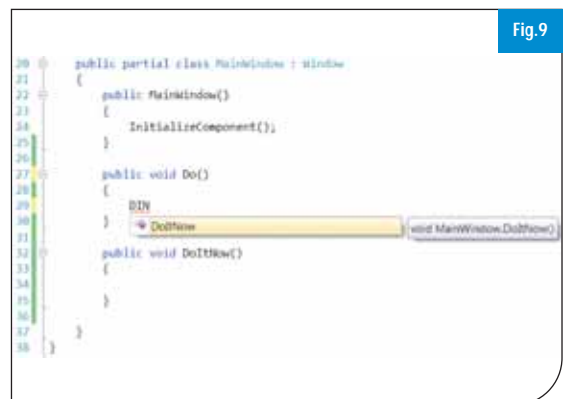 Fig.9
20 public partial class MainWindow : Window
21 {
22 public MainWindow()
23 {
24 InitializeComponent();
25 }
26
27 public void Do()
28 {
29 DIN
30 }
DoItNow
void MainWindow.DoItNow()
31
32 public void DoItNow()
33 {
34
35 }
36
37 }
38 }